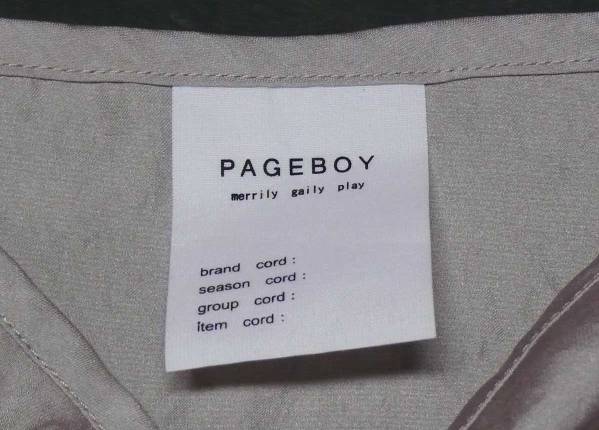 PAGEBOY
merrily gaily play
brand cord :
season cord :
group cord :
item cord :